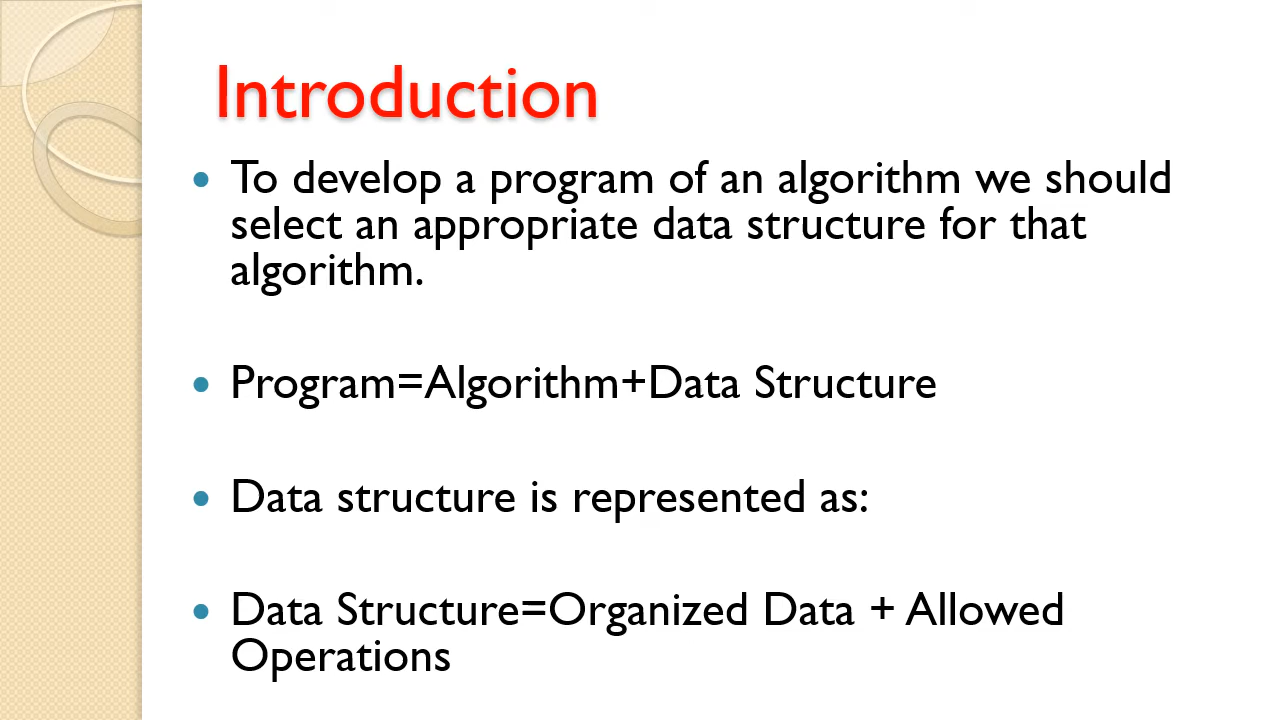 Introduction
• To develop a program of an algorithm we should
select an appropriate data structure for that
algorithm.
• Program=Algorithm+Data Structure
• Data structure is represented as:
• Data Structure=Organized Data + Allowed
Operations